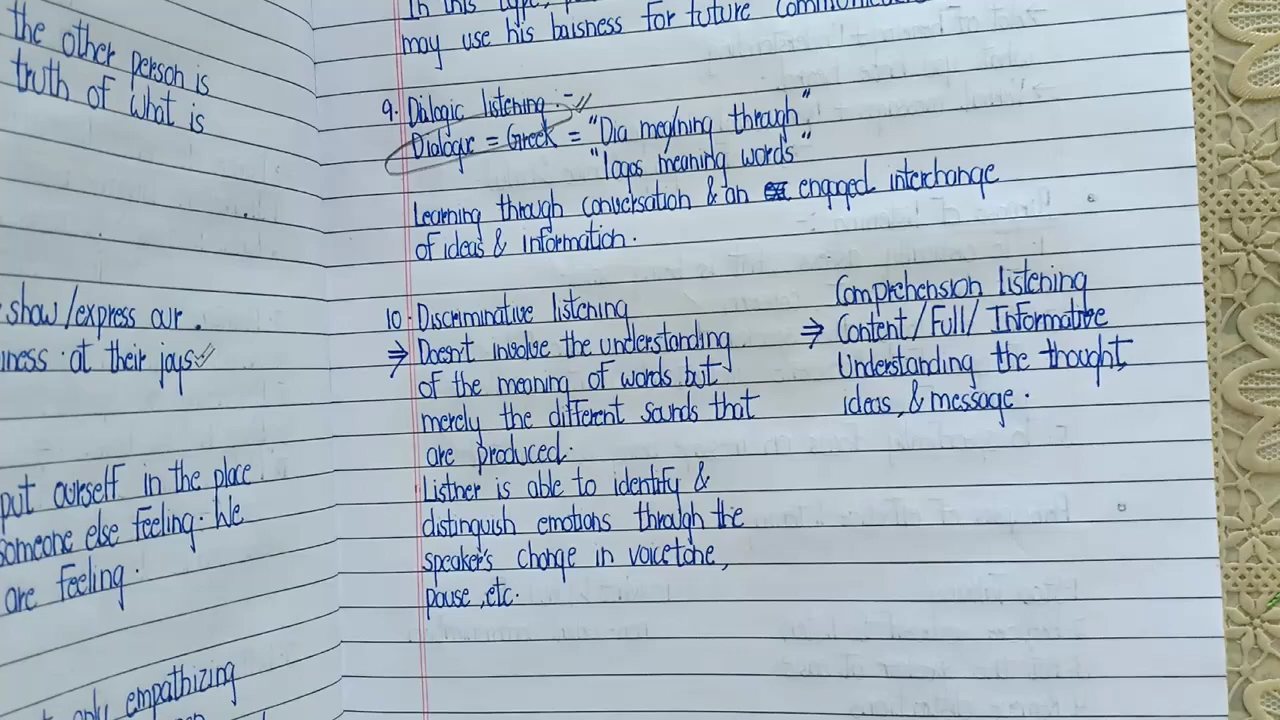 the other person is
truth of what is
show/express our.
iness. at their joys
put ourself in the place
someone else feeling. We
are feeling.
only empathizing
In this type,
may use his baisness for future
9. Dialogic listening :-
Dialogic = Greek = "Dia meaning through"
"logos meaning words"
Learning through conversation & an engaged interchange
of ideas & information.
10. Discriminative listening
⇒ Doesn't involve the understanding
of the meaning of words but
merely the different sounds that
are produced.
Listner is able to identify &
distinguish emotions through the
speaker's change in voicetone,
pause, etc.
Comprehension listening
⇒ Content/Full/Informative
Understanding the thought,
ideas, & message.